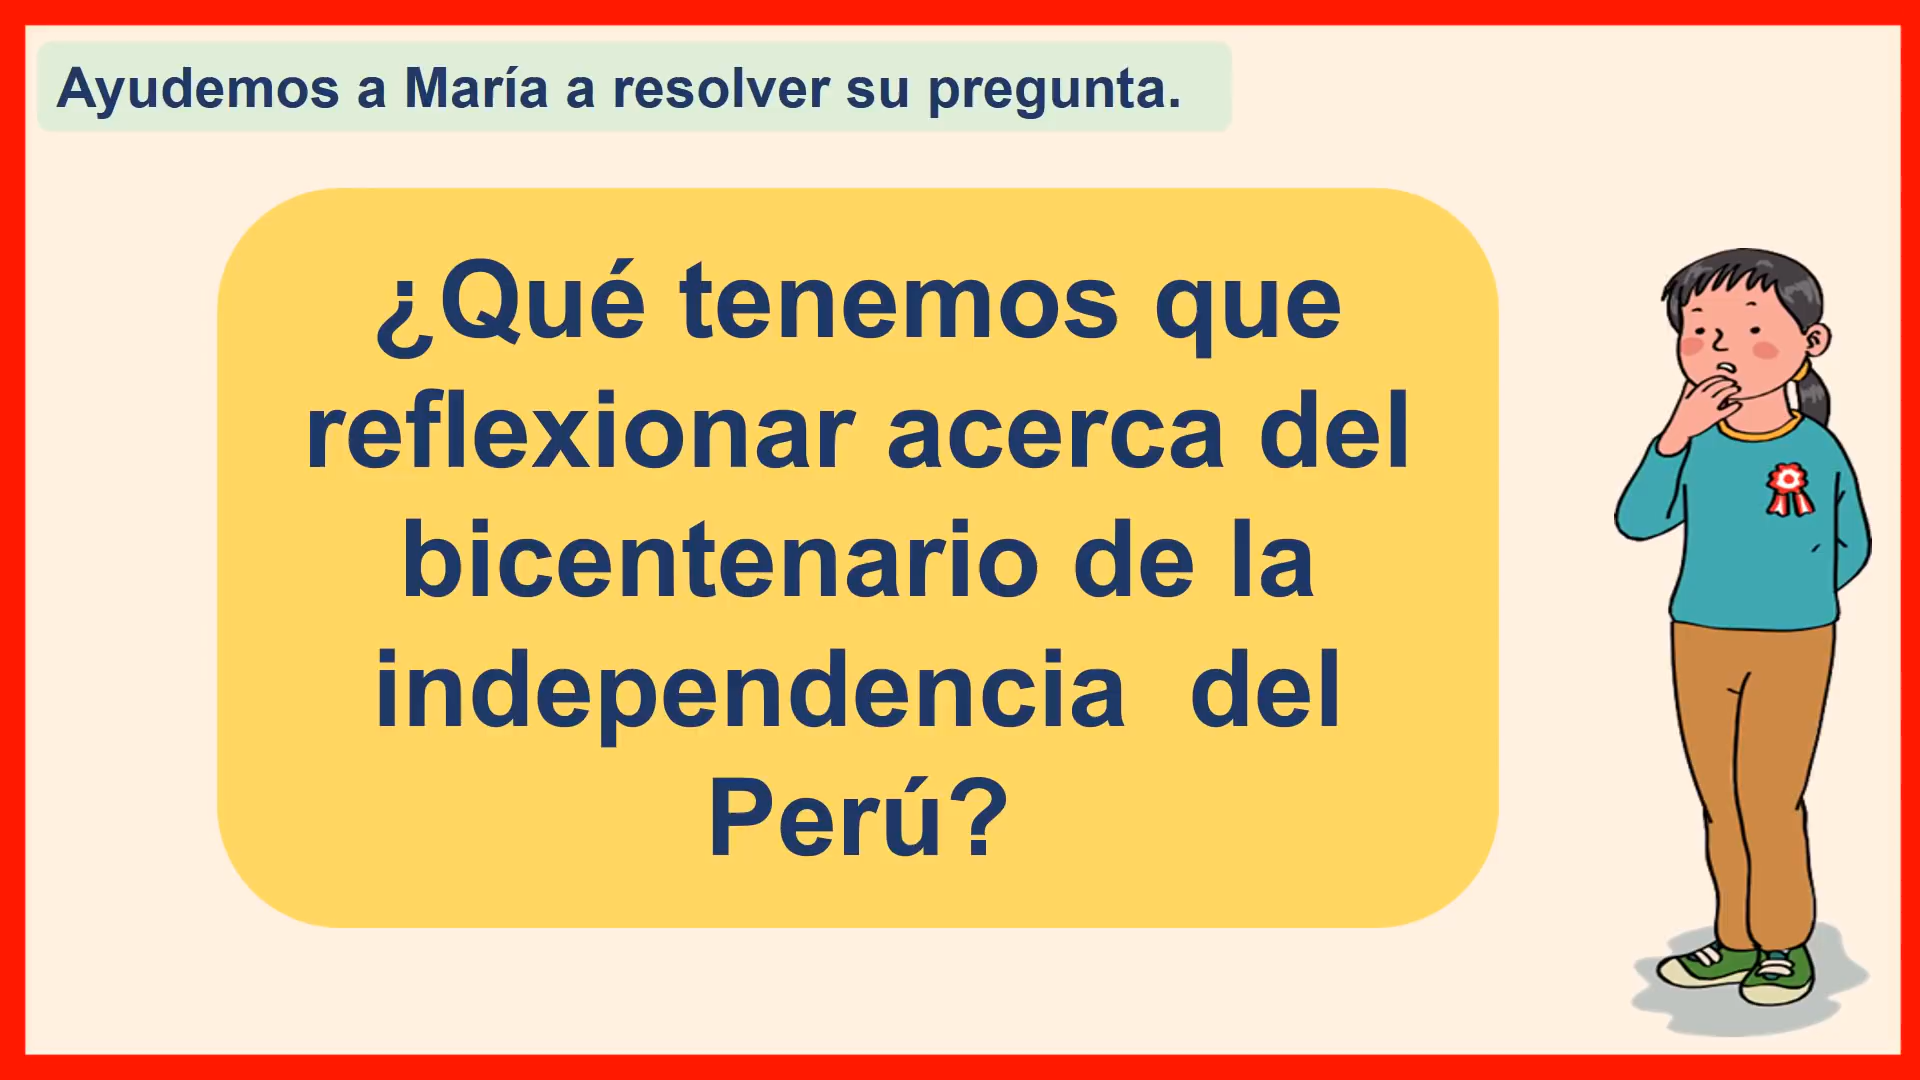 Ayudemos a María a resolver su pregunta.
¿Qué tenemos que
reflexionar acerca del
bicentenario de la
independencia  del
Perú?